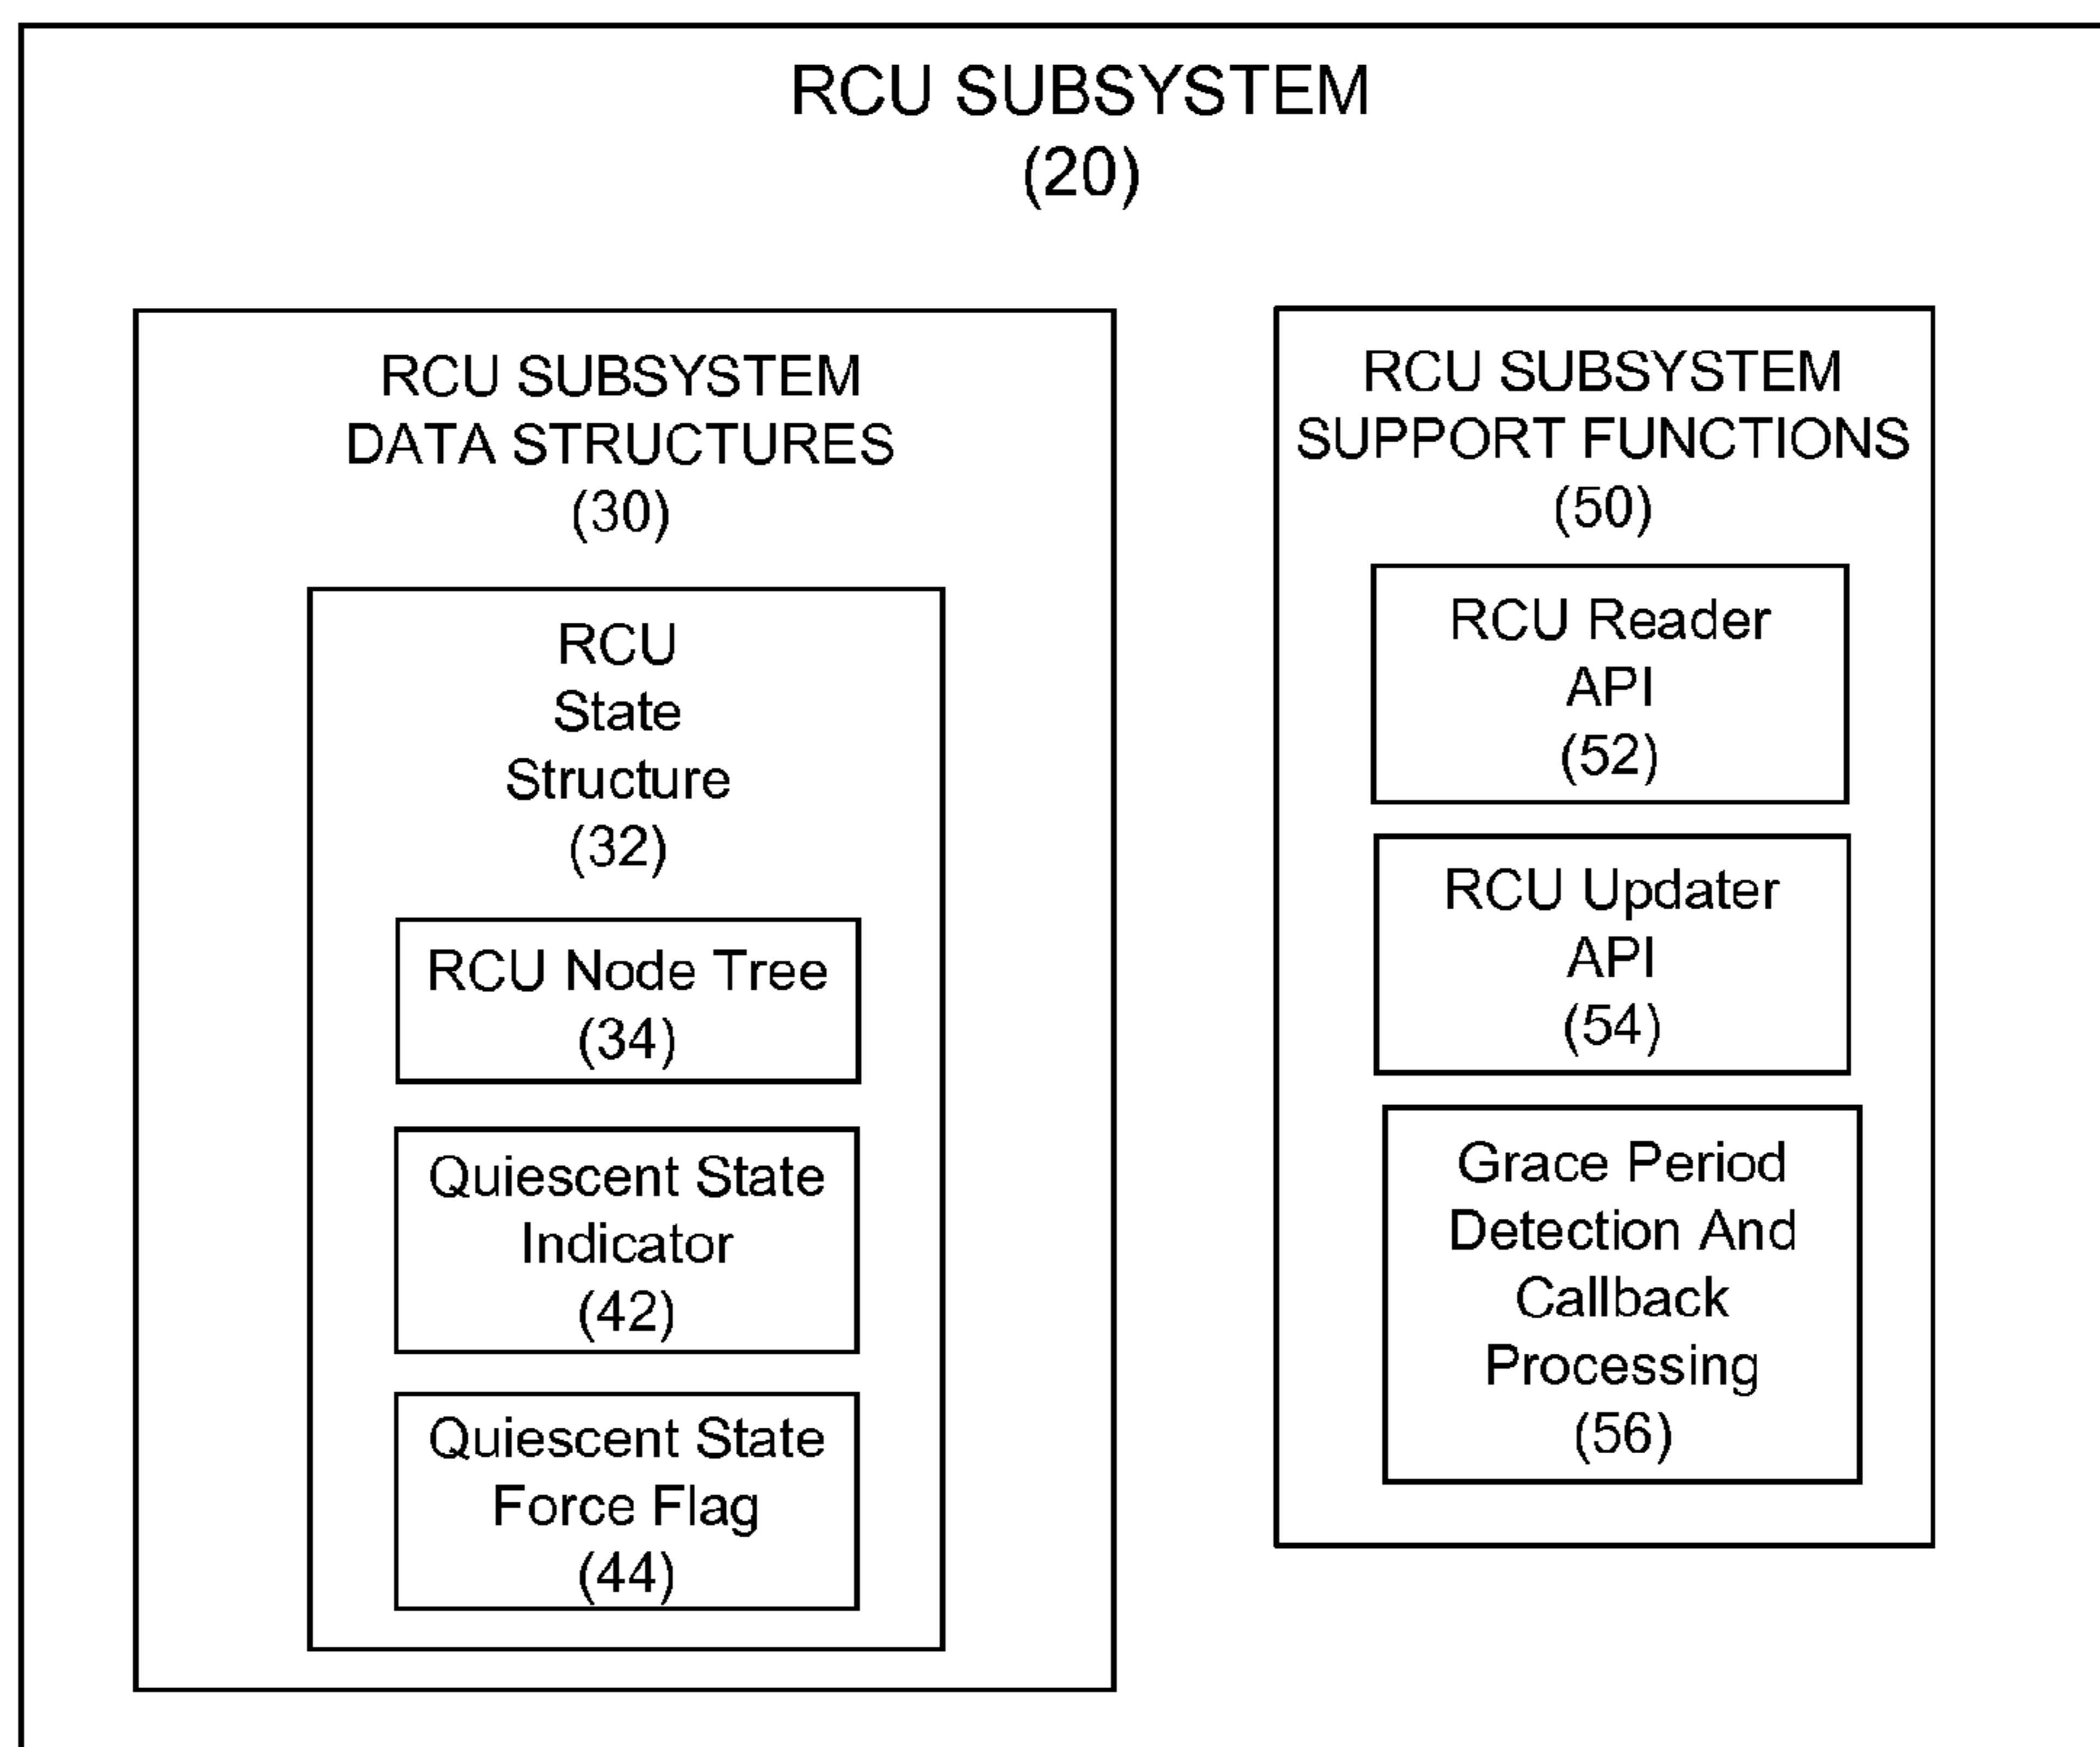 RCU SUBSYSTEM
(20)
RCU SUBSYSTEM
DATA STRUCTURES
(30)
RCU
State
Structure
(32)
RCU Node Tree
(34)
Quiescent State
Indicator
(42)
Quiescent State
Force Flag
(44)
RCU SUBSYSTEM
SUPPORT FUNCTIONS
(50)
RCU Reader
API
(52)
RCU Updater
API
(54)
Grace Period
Detection And
Callback
Processing
(56)